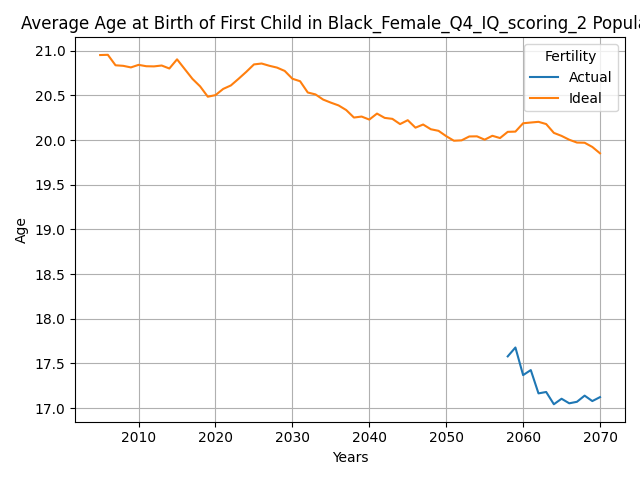 Average Age at Birth of First Child in Black_Female_Q4_IQ_scoring_2 Popula
Fertility
Actual
Ideal
21.0
20.5
20.0
19.5
19.0
18.5
18.0
17.5
17.0
Age
2010 2020 2030 2040 2050 2060 2070
Years